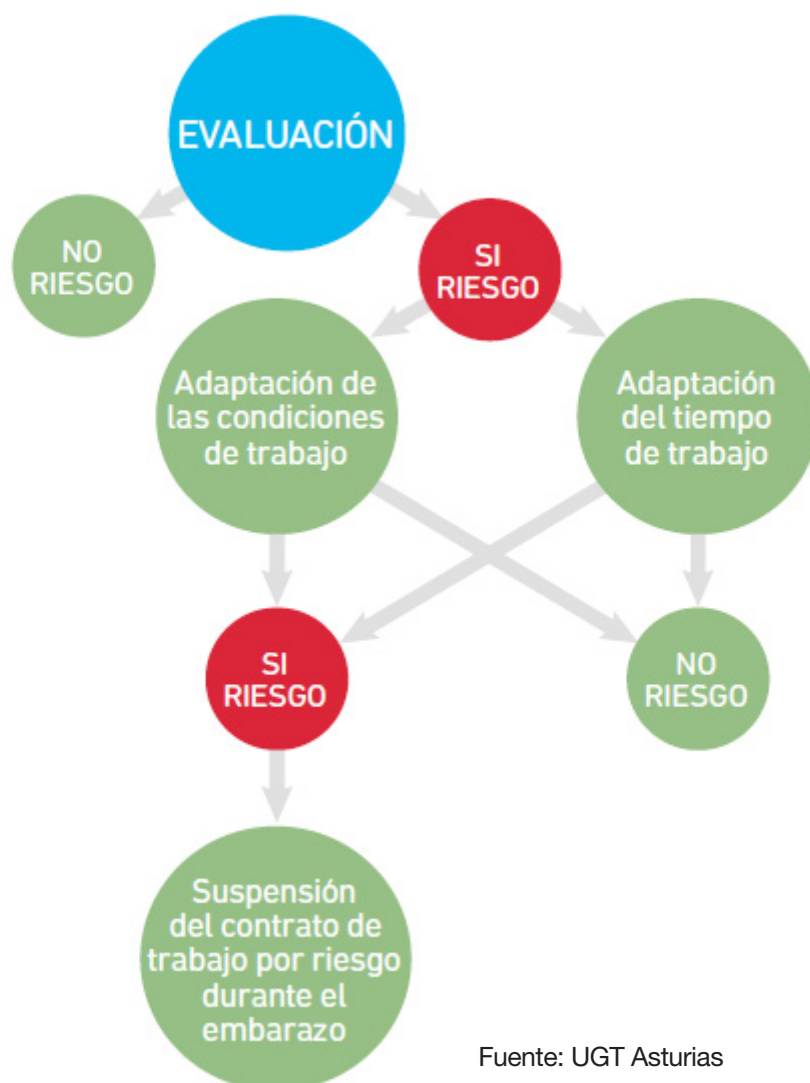 EVALUACIÓN
NO
RIESGO
SI
RIESGO
Adaptación de
las condiciones
de trabajo
Adaptación
del tiempo
de trabajo
SI
RIESGO
NO
RIESGO
Suspensión
del contrato de
trabajo por riesgo
durante el
embarazo
Fuente: UGT Asturias